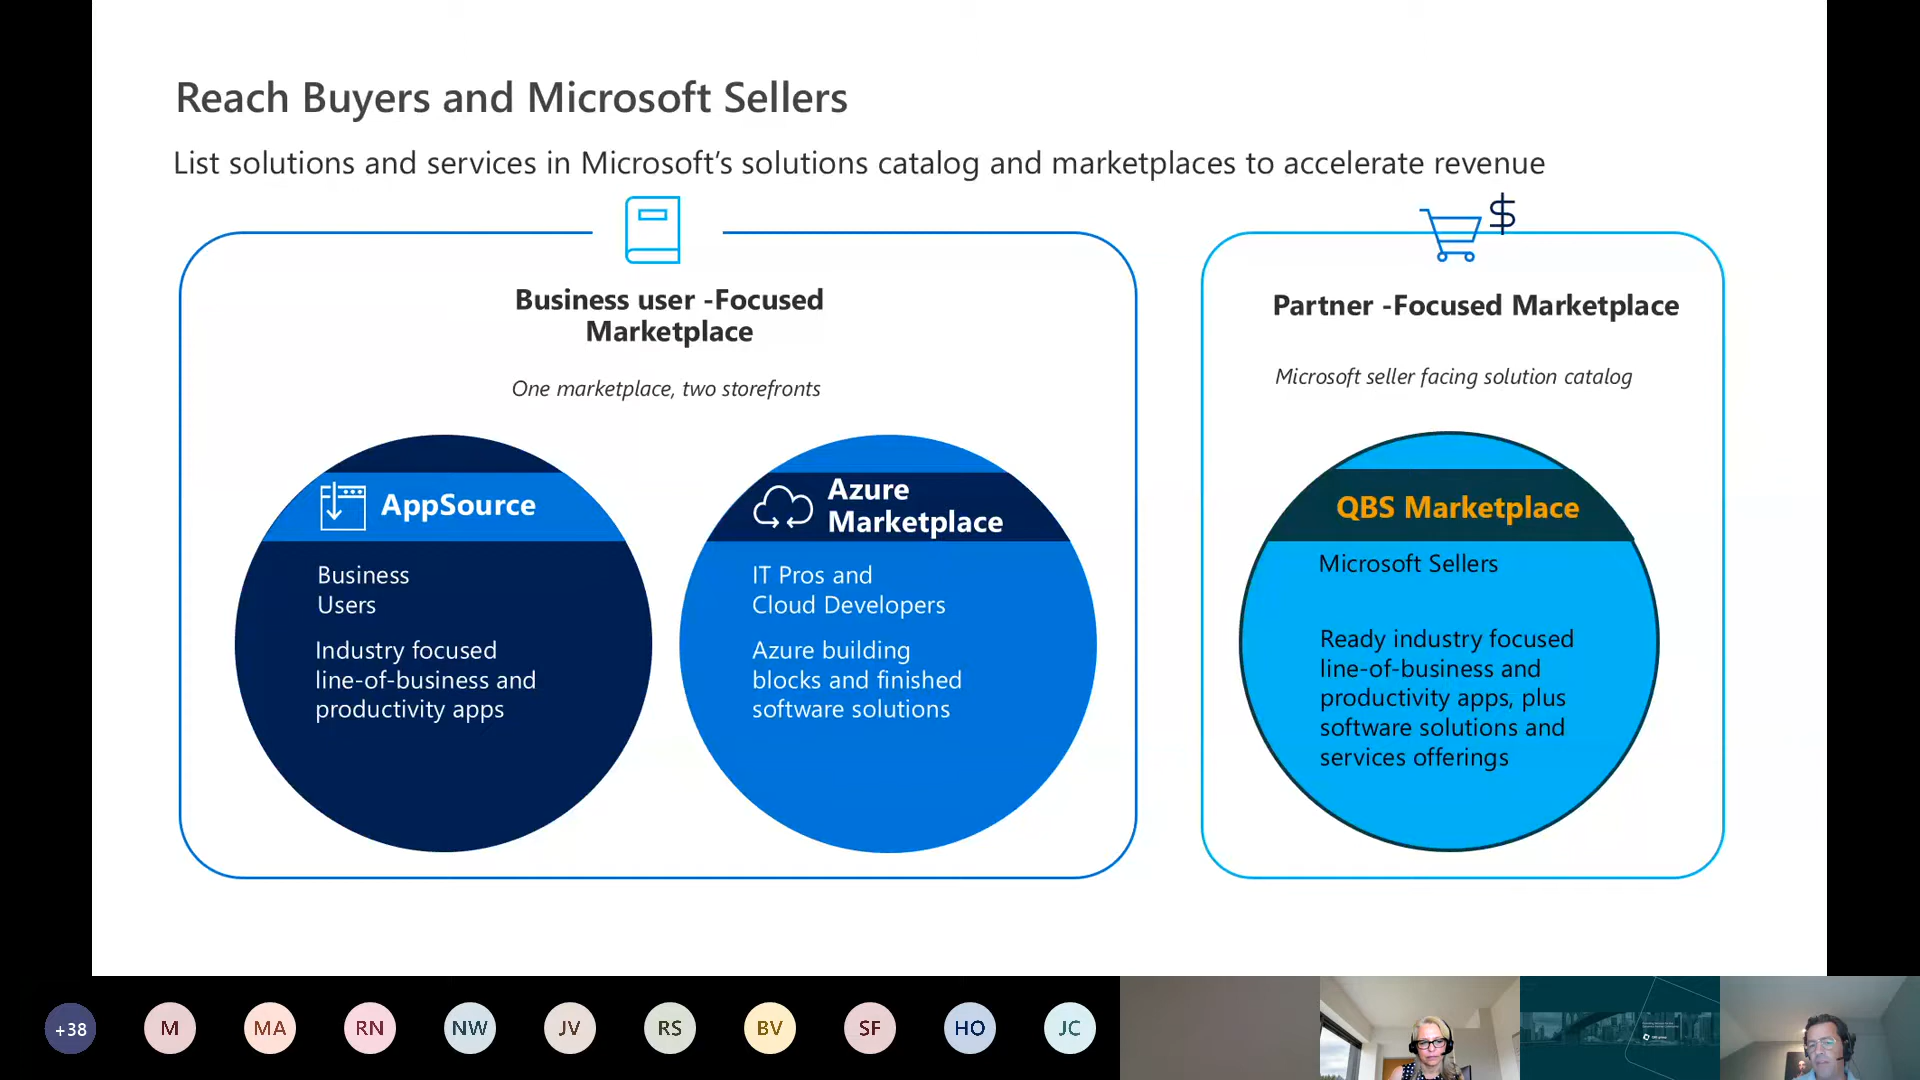 Reach Buyers and Microsoft Sellers
List solutions and services in Microsoft's solutions catalog and marketplaces to accelerate revenue
$
Business user -Focused
Marketplace
One marketplace, two storefronts
AppSource
Business
Users
Industry focused
line-of-business and
productivity apps
Azure
Marketplace
IT Pros and
Cloud Developers
Azure building
blocks and finished
software solutions
Partner -Focused Marketplace
Microsoft seller facing solution catalog
QBS Marketplace
Microsoft Sellers
Ready industry focused
line-of-business and
productivity apps, plus
software solutions and
services offerings
+38
M
MA
RN
NW
JV
RS
BV
SF
HO
JC